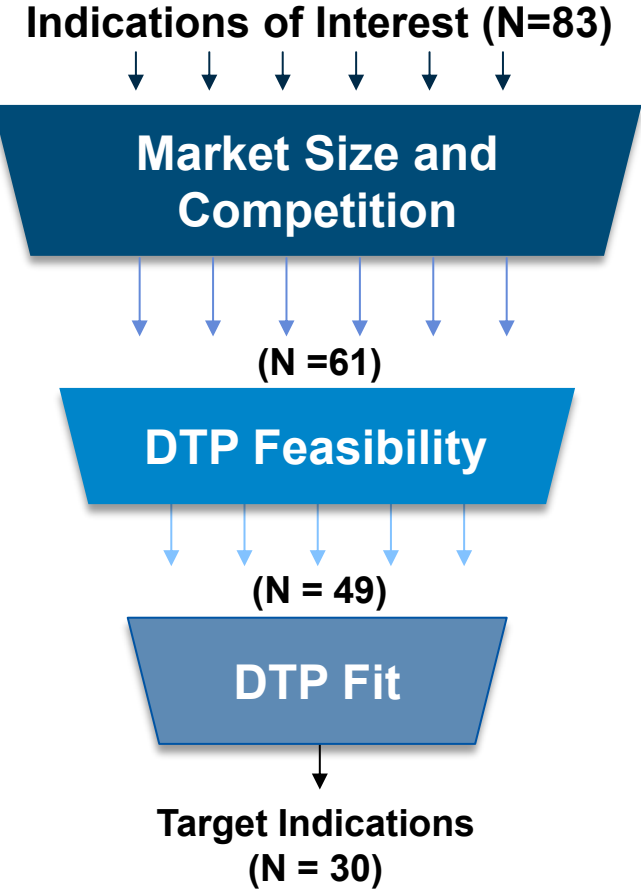 Indications of Interest (N=83)
Market Size and
Competition
(N =61)
DTP Feasibility
(N = 49)
DTP Fit
Target Indications
(N = 30)